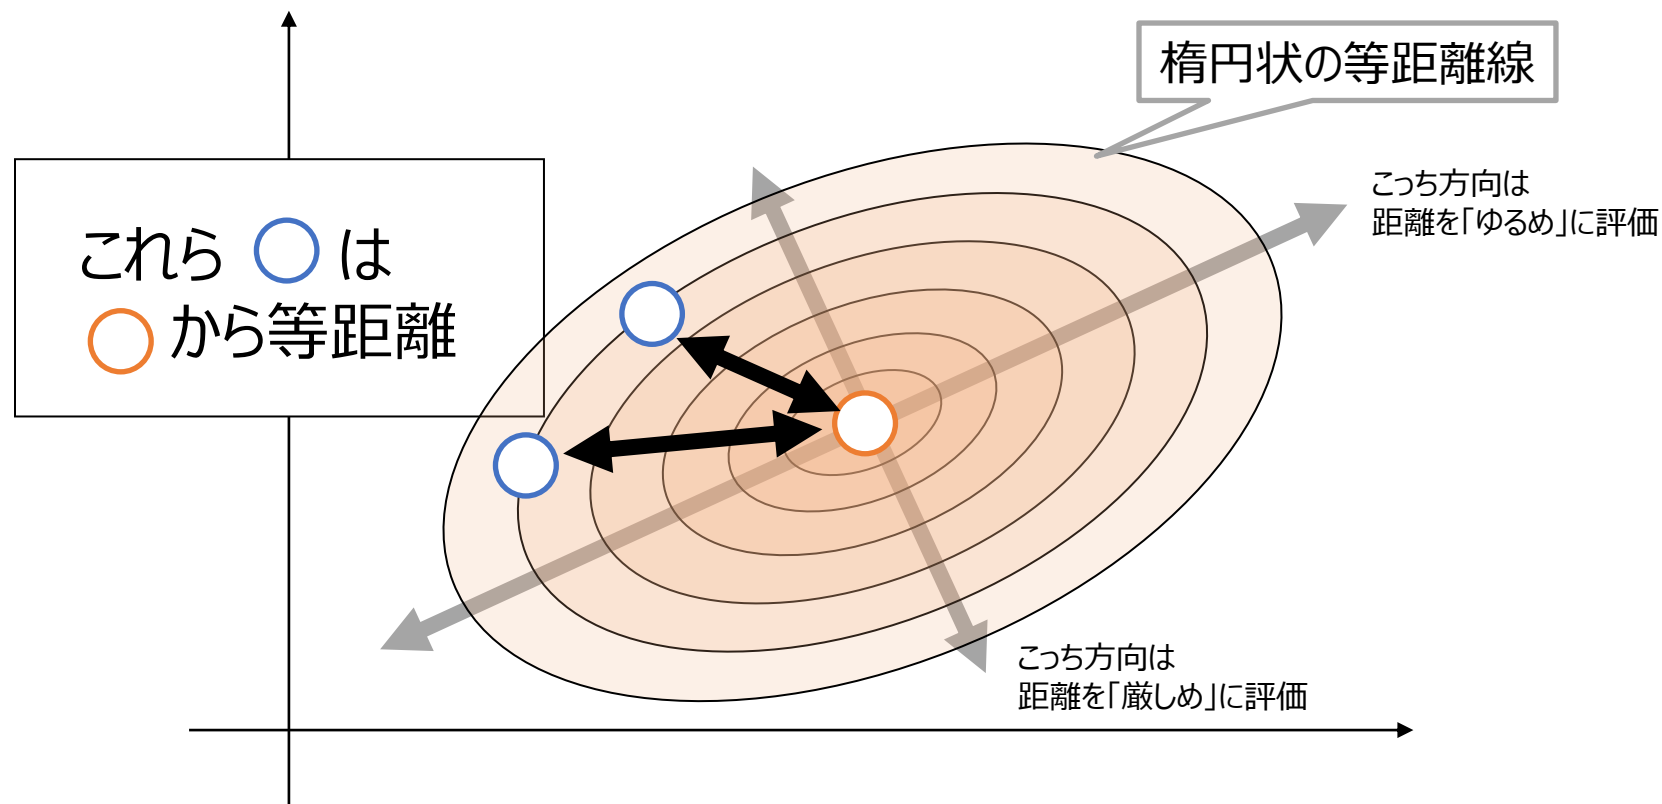 楕円状の等距離線
こっち方向は
距離を「ゆるめ」に評価
これら は
から等距離
こっち方向は
距離を「厳しめ」に評価